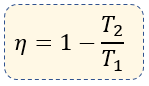 η = 1 − T₂/T₁